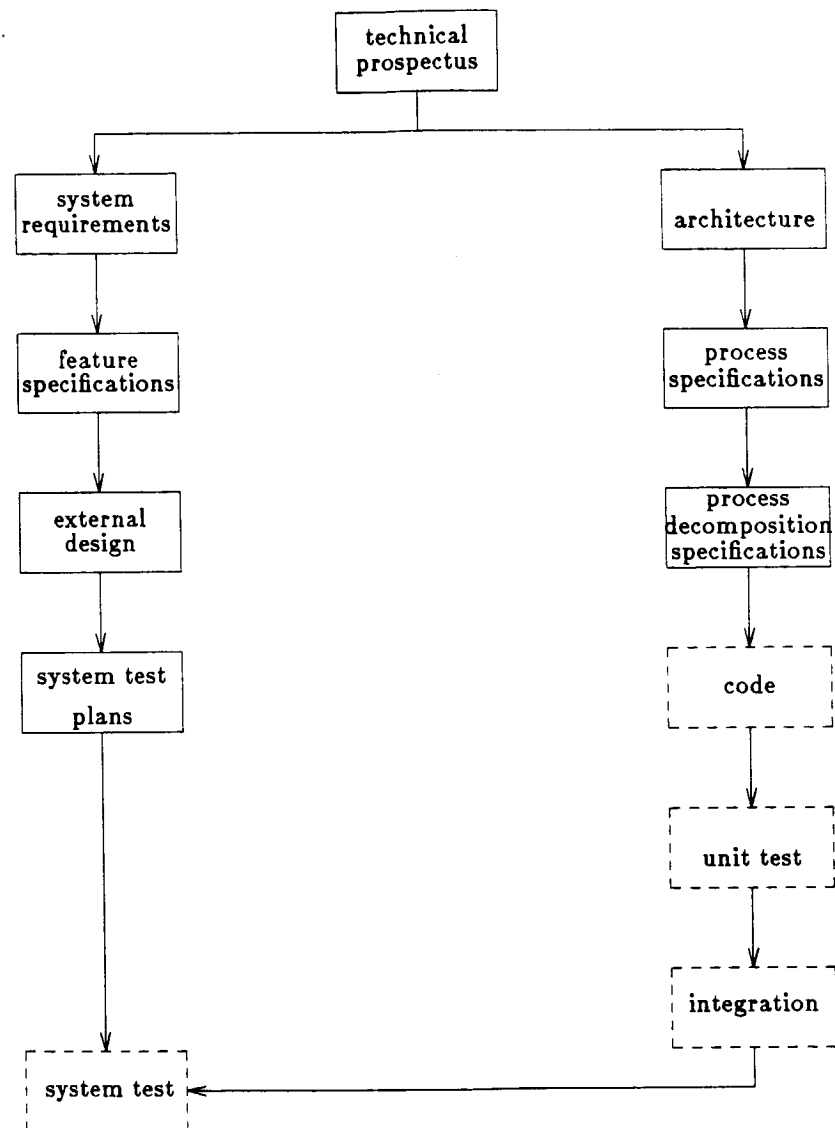 technical
prospectus
system
requirements
architecture
feature
specifications
process
specifications
external
design
process
decomposition
specifications
system test
plans
code
unit test
integration
system test